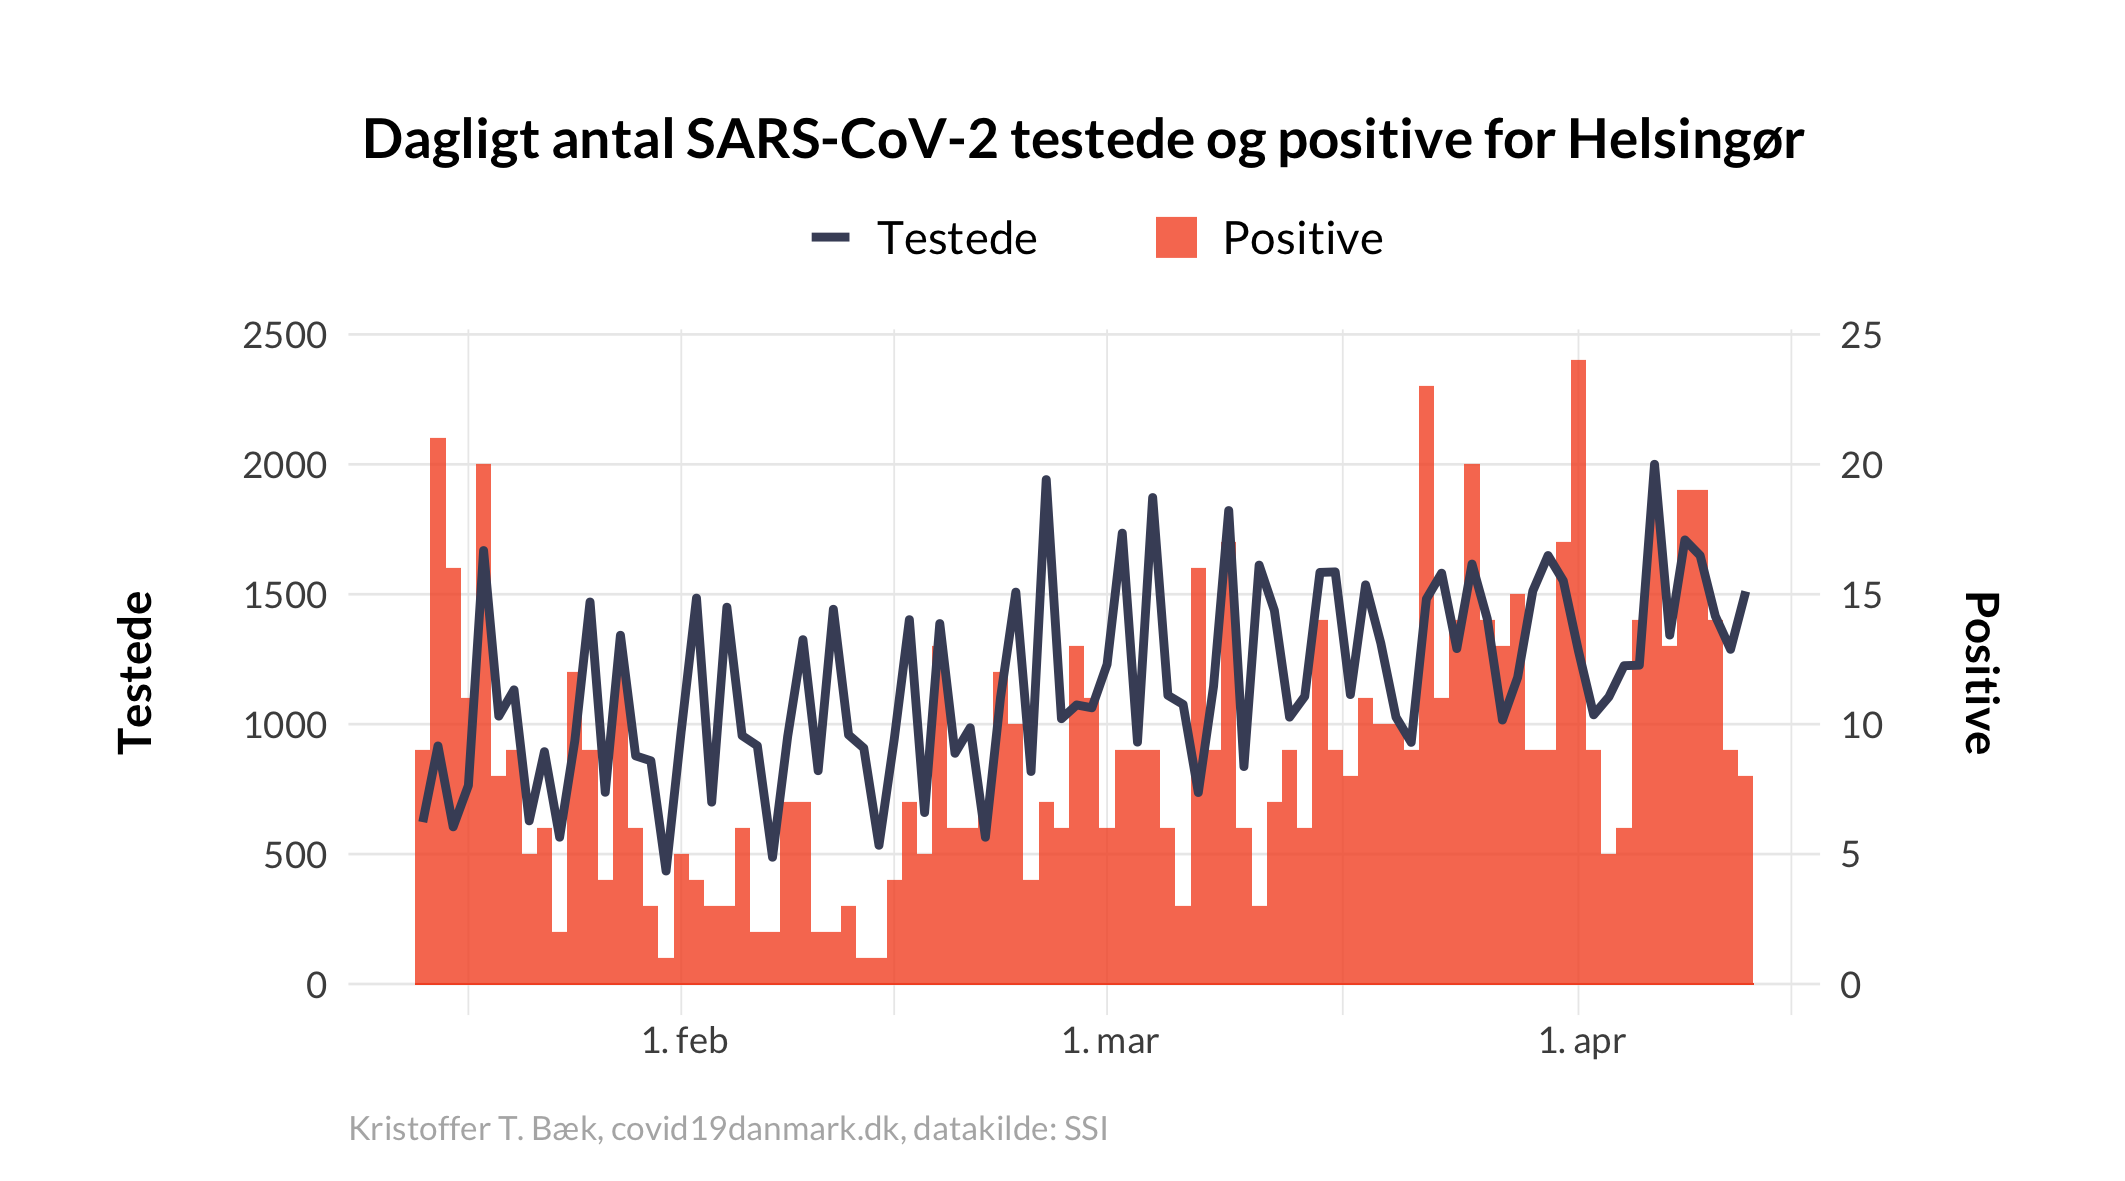 Dagligt antal SARS-CoV-2 testede og positive for Helsingør
Testede Positive
2500 25
2000 20
1500 15
1000 10
500 5
0 0
Testede
Positive
1. feb 1. mar 1. apr
Kristoffer T. Bæk, covid19danmark.dk, datakilde: SSI